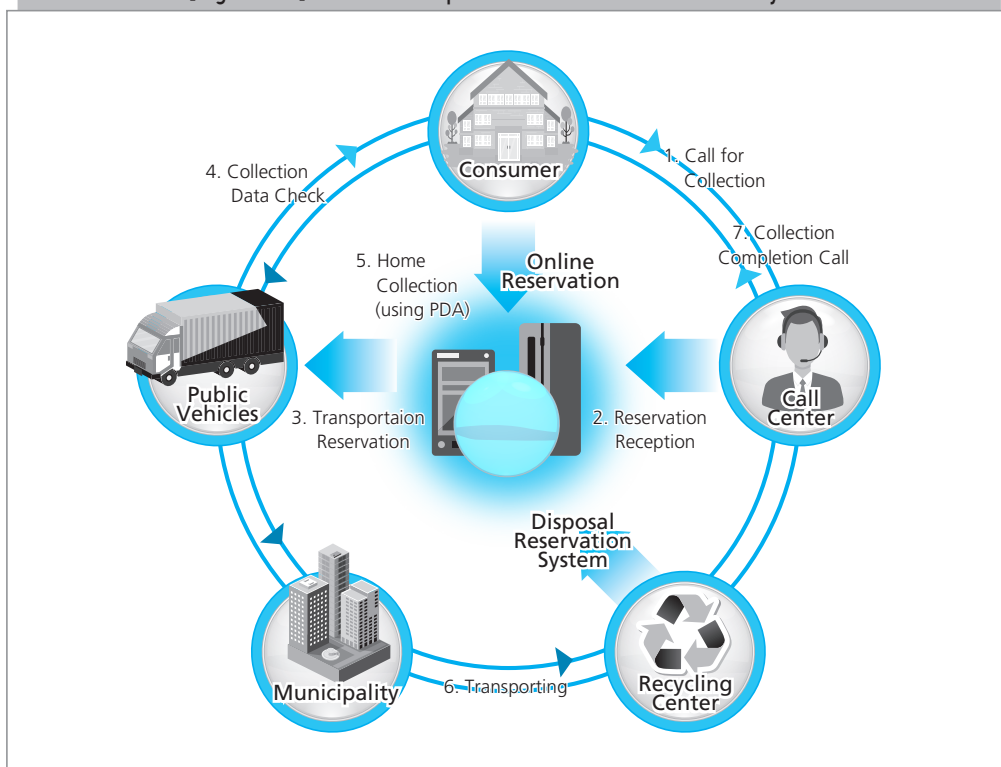 Consumer
1. Call for
Collection
7. Collection
Completion Call
4. Collection
Data Check
5. Home
Collection
(using PDA)
Online
Reservation
Public
Vehicles
3. Transportaion
Reservation
2. Reservation
Reception
Call
Center
Disposal
Reservation
System
Municipality
6. Transporting
Recycling
Center